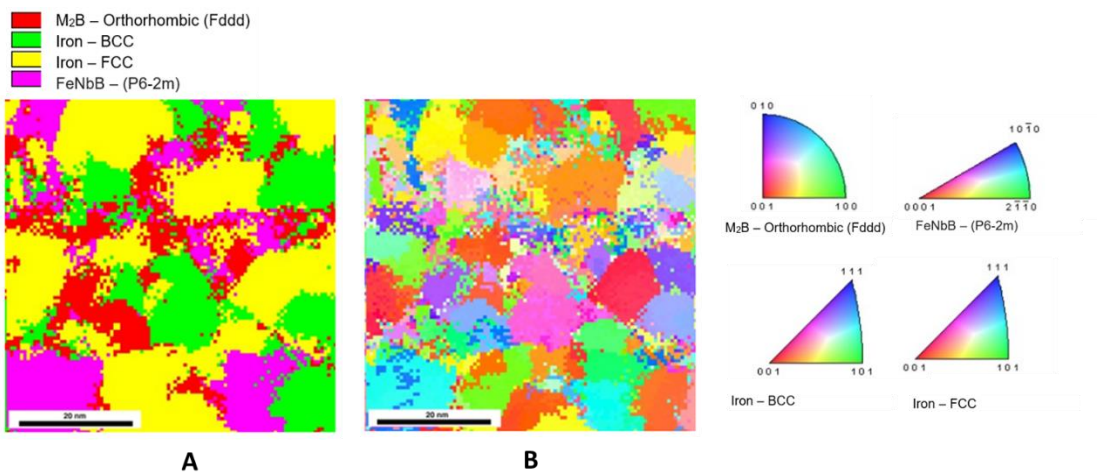 M₂B – Orthorhombic (Fddd)
Iron – BCC
Iron – FCC
FeNbB – (P6-2m)
20 nm
A
20 nm
B
0 1 0
0 0 1
1 0 0
M₂B – Orthorhombic (Fddd)
1 0 1̅ 0
0 0 0 1
2 1̅ 1̅ 0
FeNbB – (P6-2m)
1 1 1
0 0 1
1 0 1
Iron – BCC
1 1 1
0 0 1
1 0 1
Iron – FCC